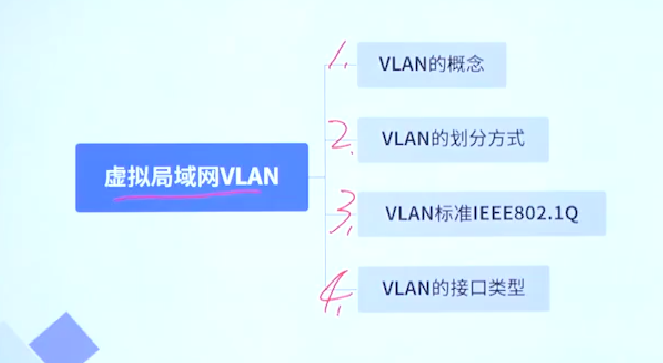 1.
VLAN的概念
2.
VLAN的划分方式
虚拟局域网VLAN
3.
VLAN标准IEEE802.1Q
4.
VLAN的接口类型